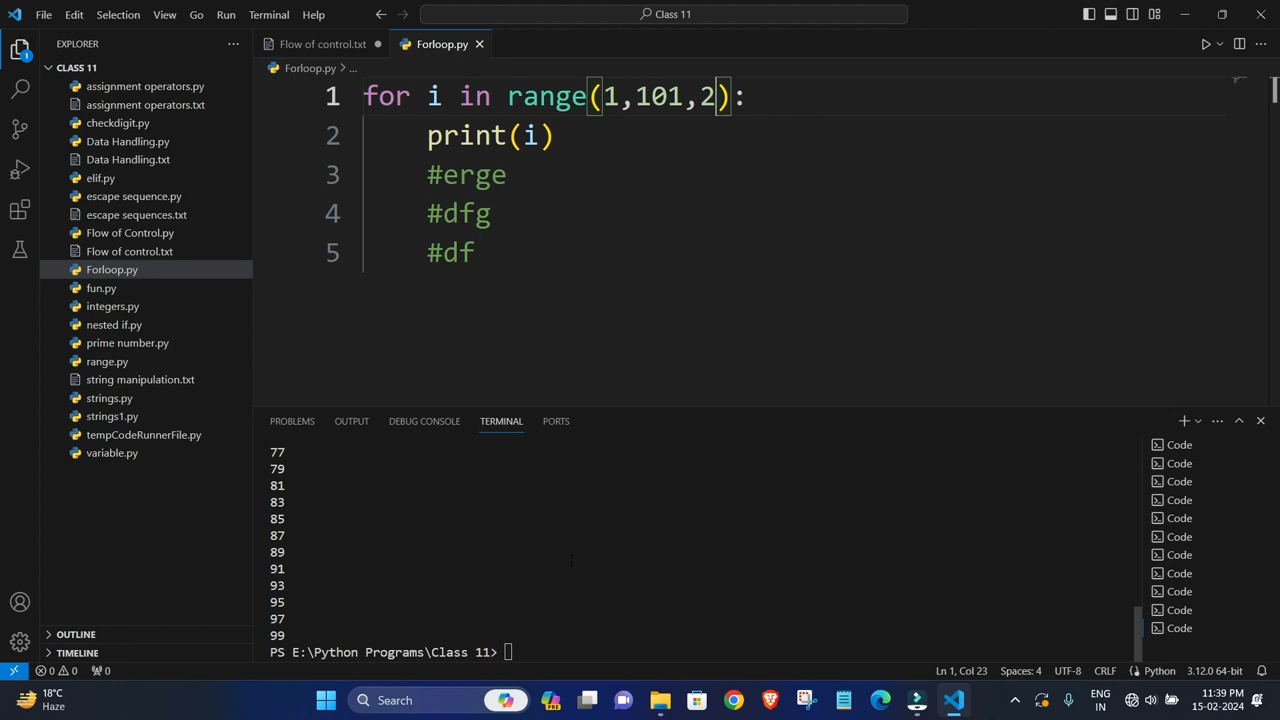 File Edit Selection View Go Run Terminal Help
Class 11
EXPLORER
Flow of control.txt
Forloop.py
CLASS 11
Forloop.py > ...
assignment operators.py
assignment operators.txt
checkdigit.py
Data Handling.py
Data Handling.txt
elif.py
escape sequence.py
escape sequences.txt
Flow of Control.py
Flow of control.txt
Forloop.py
fun.py
integers.py
nested if.py
prime number.py
range.py
string manipulation.txt
strings.py
strings1.py
tempCodeRunnerFile.py
variable.py
OUTLINE
TIMELINE
1 for i in range(1,101,2):
2 print(i)
3 #erge
4 #dfg
5 #df
PROBLEMS OUTPUT DEBUG CONSOLE TERMINAL PORTS
77
79
81
83
85
87
89
91
93
95
97
99
PS E:\Python Programs\Class 11>
Code
Code
Code
Code
Code
Code
Code
Code
Code
Code
Code
0 0 0
Ln 1, Col 23 Spaces: 4 UTF-8 CRLF Python 3.12.0 64-bit
18°C
Haze
Search
PRE
ENG
IN
11:39 PM
15-02-2024
1